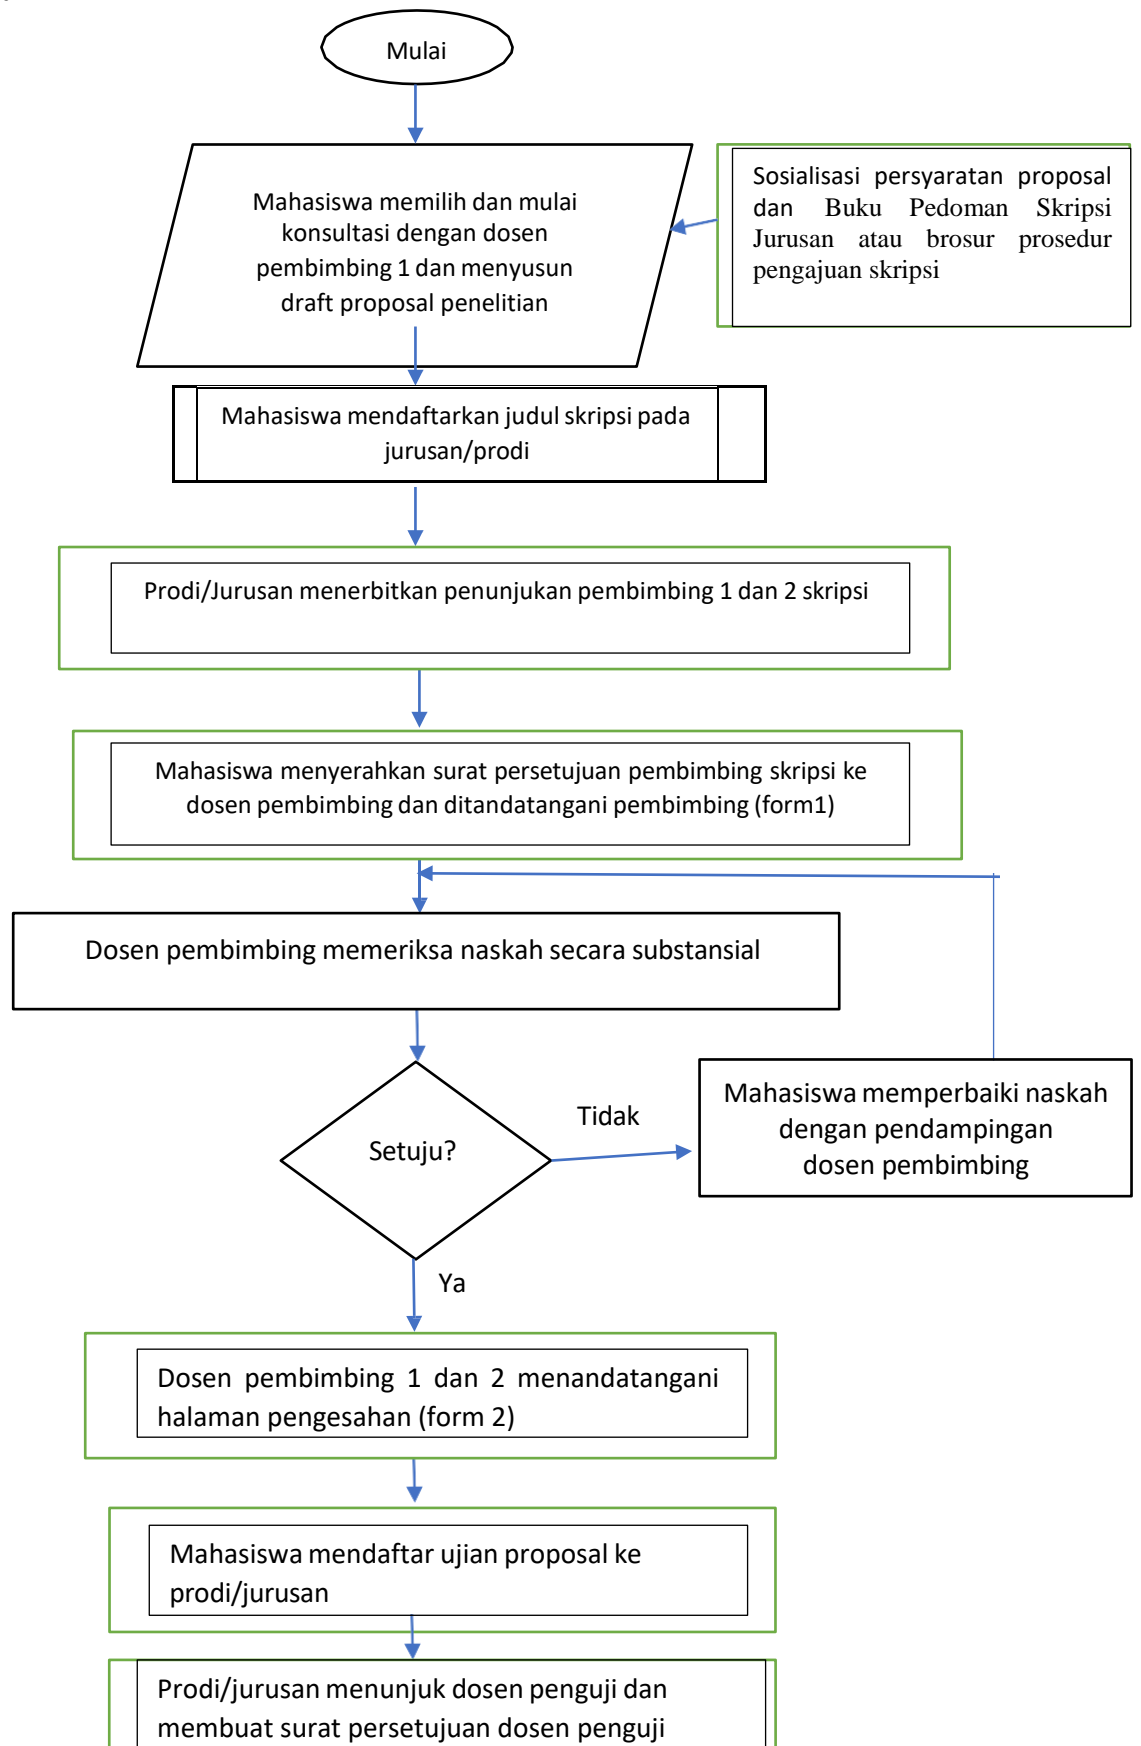 Mulai
Mahasiswa memilih dan mulai
konsultasi dengan dosen
pembimbing 1 dan menyusun
draft proposal penelitian
Sosialisasi persyaratan proposal
dan Buku Pedoman Skripsi
Jurusan atau brosur prosedur
pengajuan skripsi
Mahasiswa mendaftarkan judul skripsi pada
jurusan/prodi
Prodi/Jurusan menerbitkan penunjukan pembimbing 1 dan 2 skripsi
Mahasiswa menyerahkan surat persetujuan pembimbing skripsi ke
dosen pembimbing dan ditandatangani pembimbing (form1)
Dosen pembimbing memeriksa naskah secara substansial
Setuju?
Tidak
Mahasiswa memperbaiki naskah
dengan pendampingan
dosen pembimbing
Ya
Dosen pembimbing 1 dan 2 menandatangani
halaman pengesahan (form 2)
Mahasiswa mendaftar ujian proposal ke
prodi/jurusan
Prodi/jurusan menunjuk dosen penguji dan
membuat surat persetujuan dosen penguji